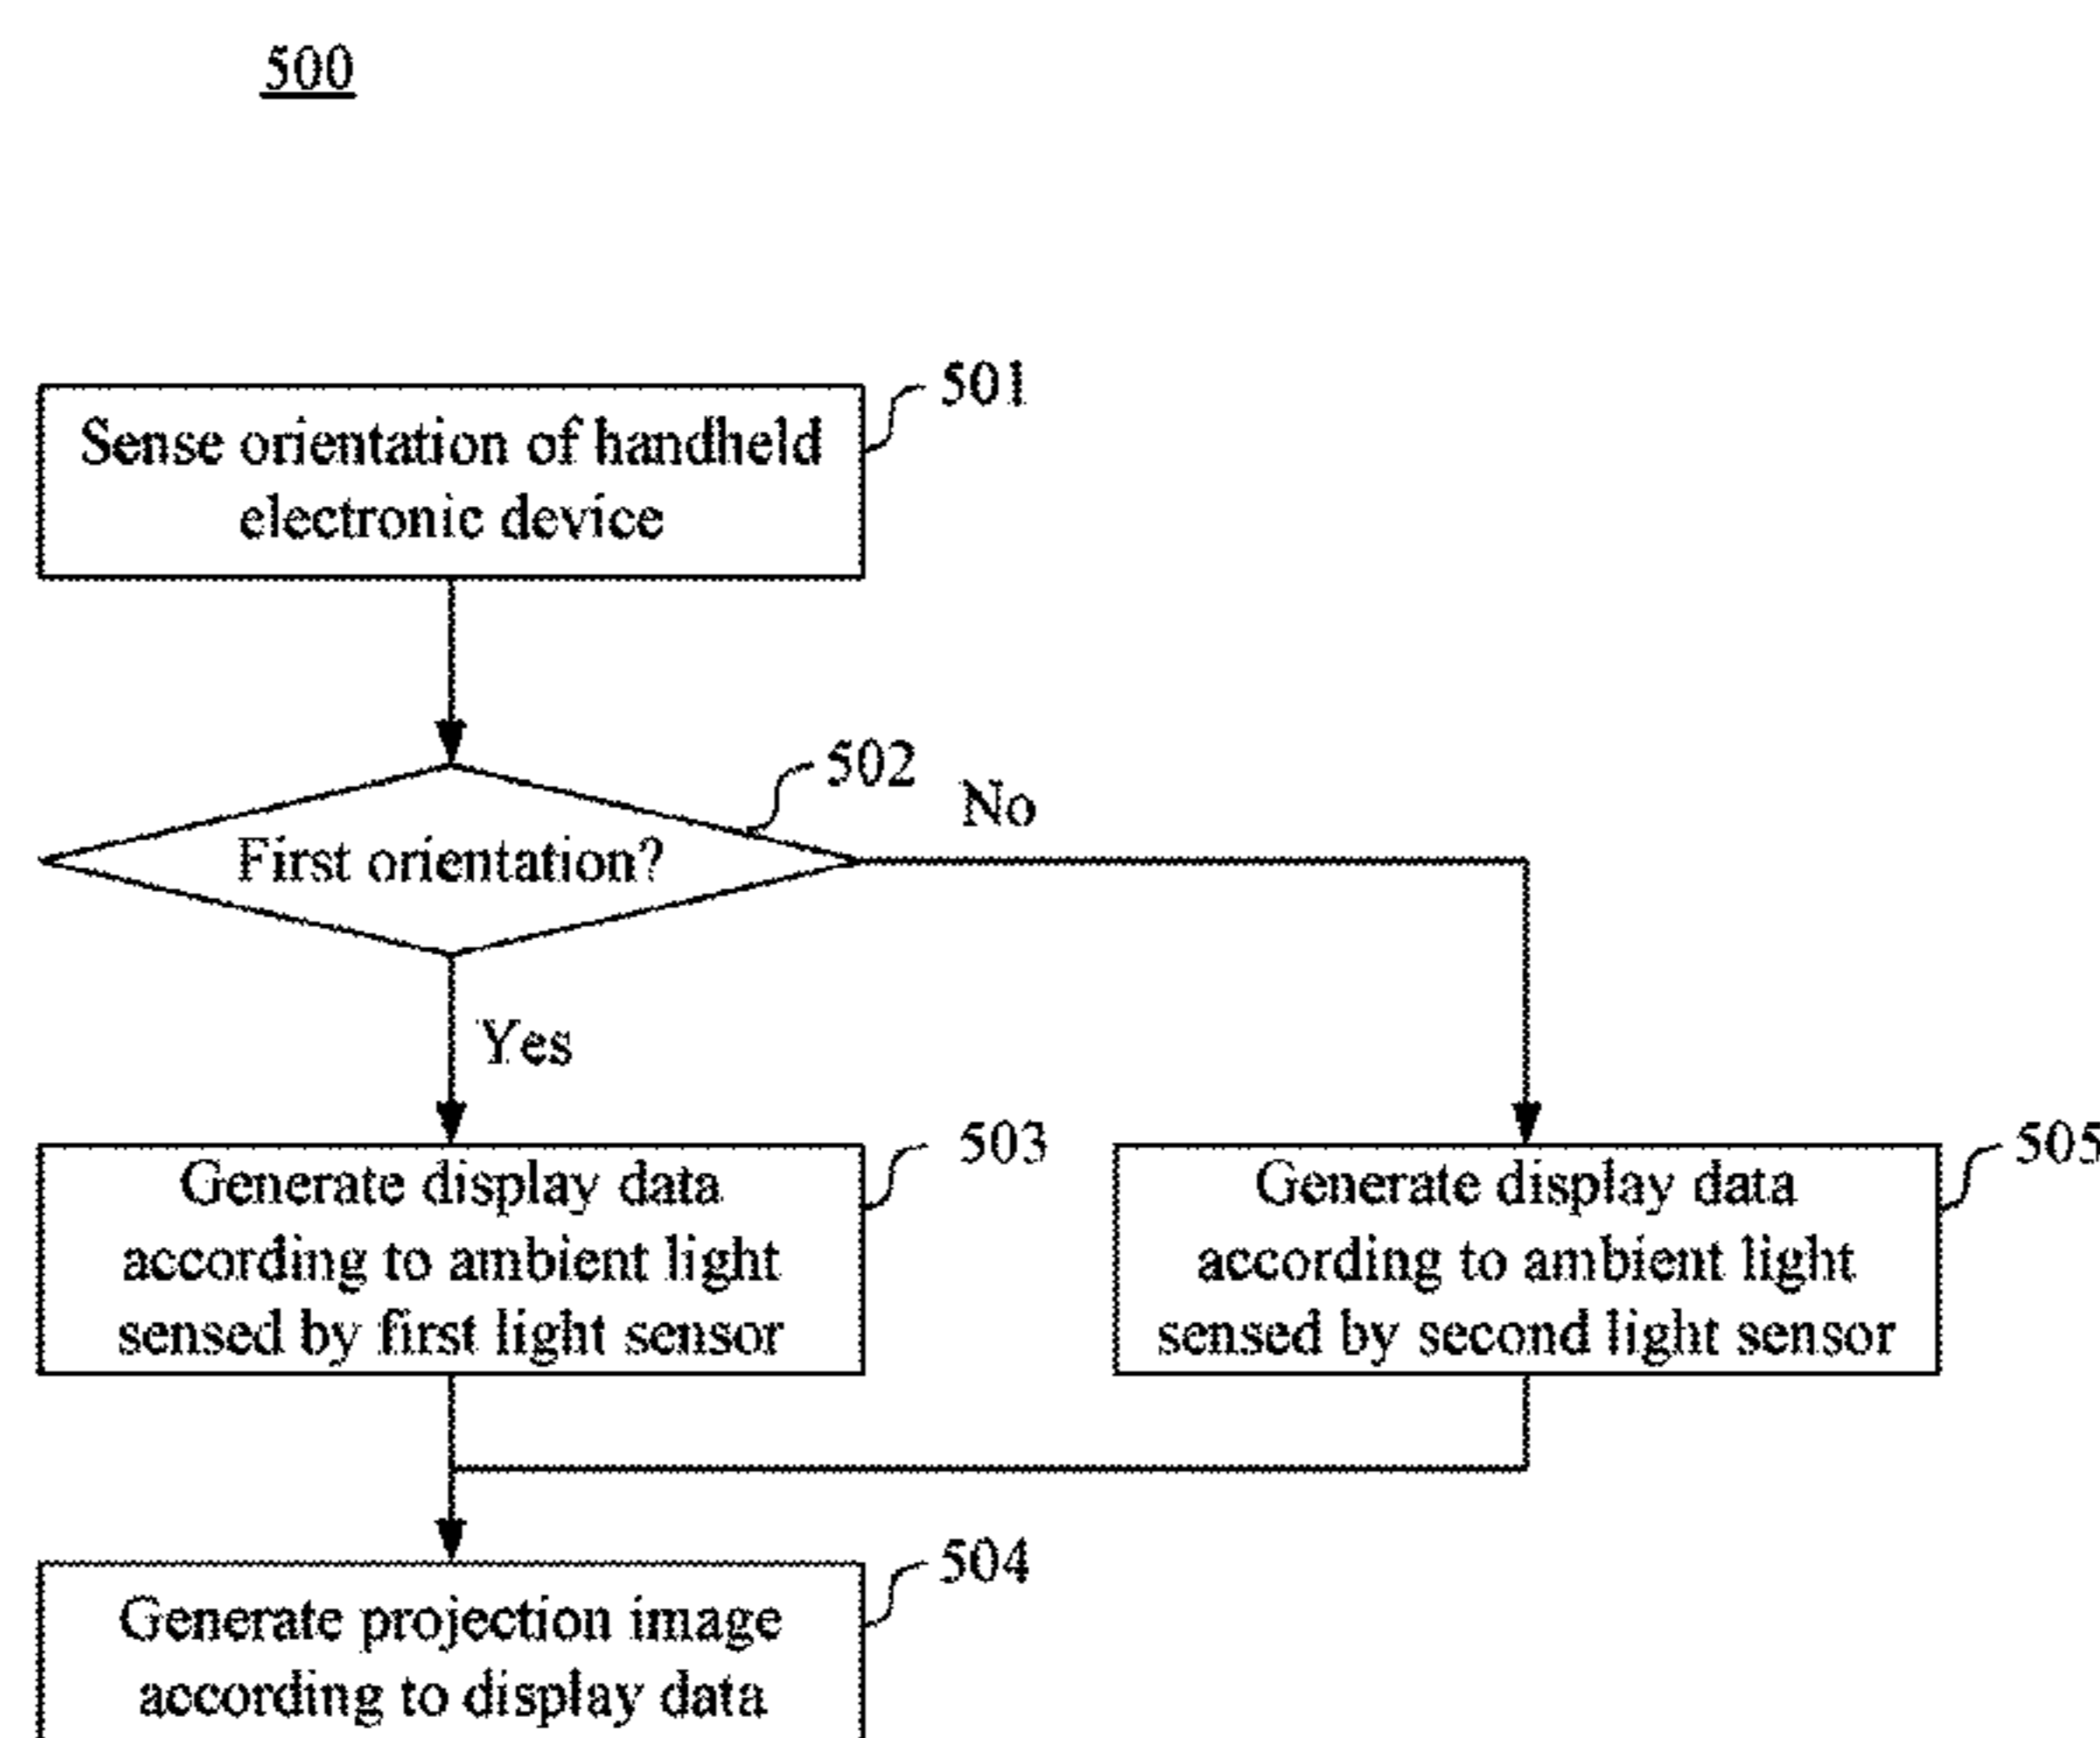 500
501
Sense orientation of handheld
electronic device
502
No
First orientation?
Yes
503
505
Generate display data
according to ambient light
sensed by first light sensor
Generate display data
according to ambient light
sensed by second light sensor
504
Generate projection image
according to display data